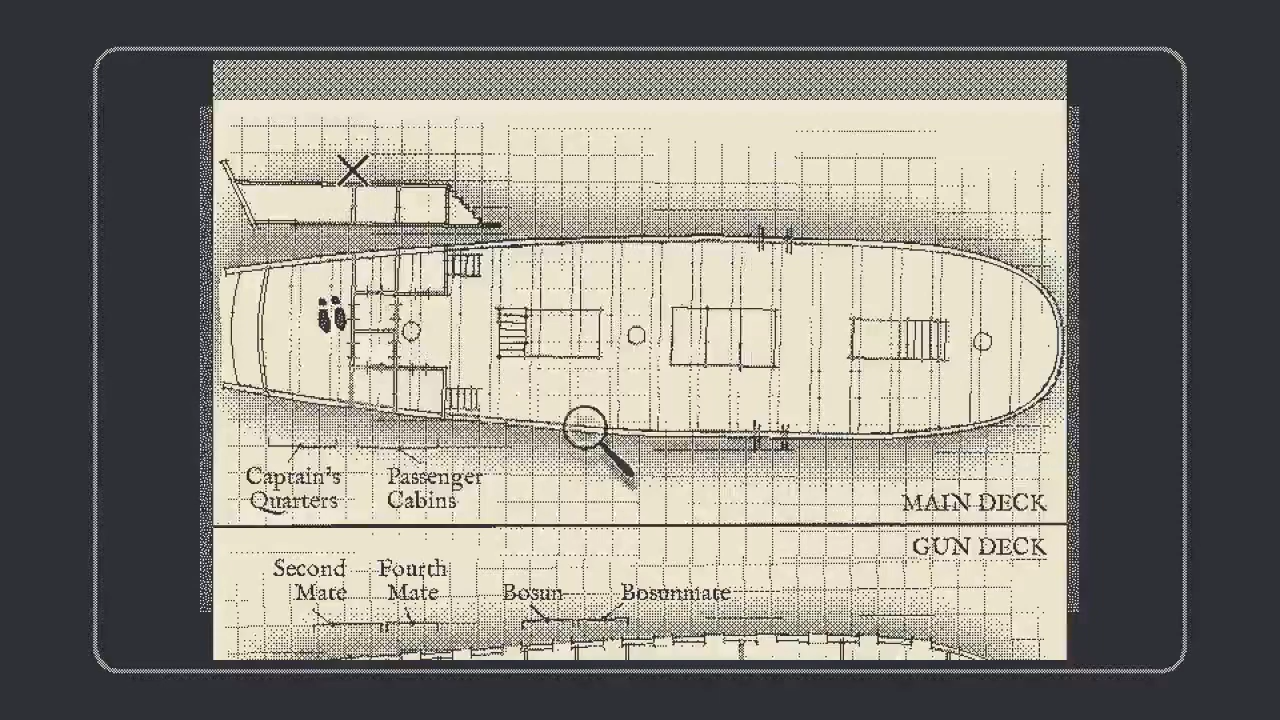 Captain's
Quarters
Passenger
Cabins
MAIN DECK
GUN DECK
Second
Mate
Fourth
Mate
Bosun
Bosunmate